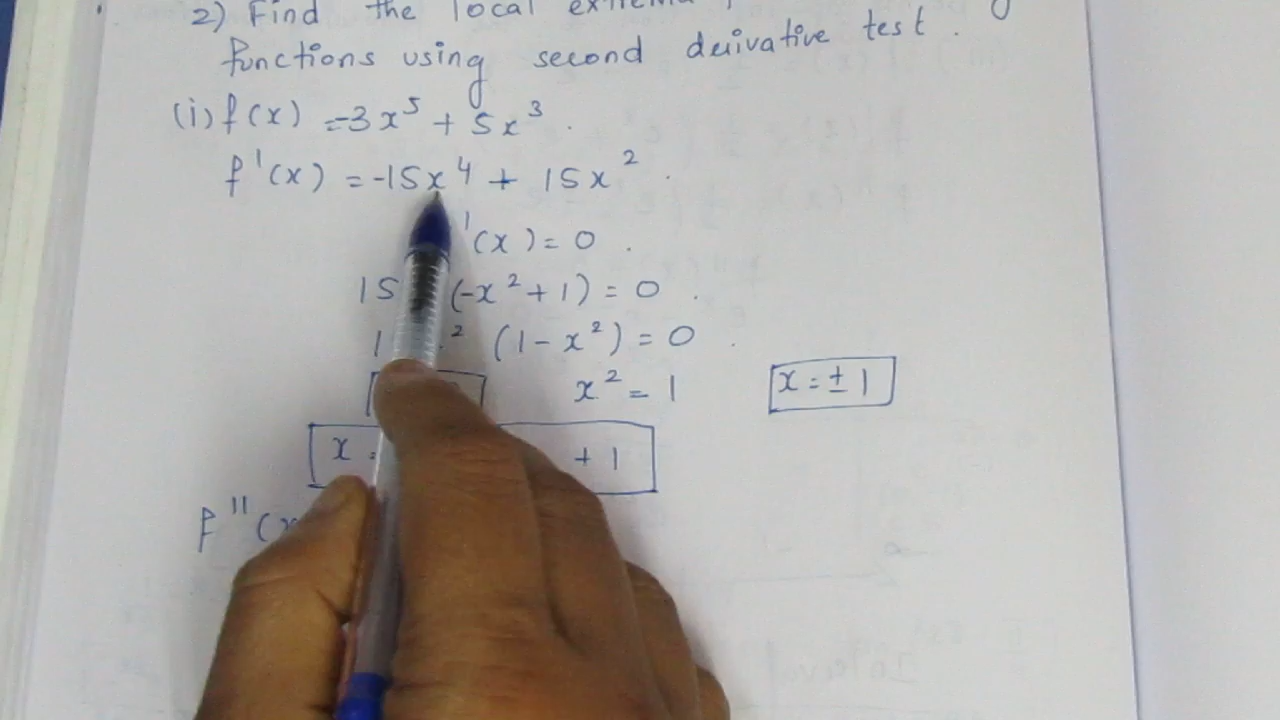 2) Find the local
functions using second derivative test.
(i) f(x) = -3x⁵ + 5x³.
f'(x) = -15x⁴ + 15x².
'(x) = 0.
15 (-x² + 1) = 0.
1 ² (1 - x²) = 0.
x² = 1 x = ± 1
x = + 1
f''(x